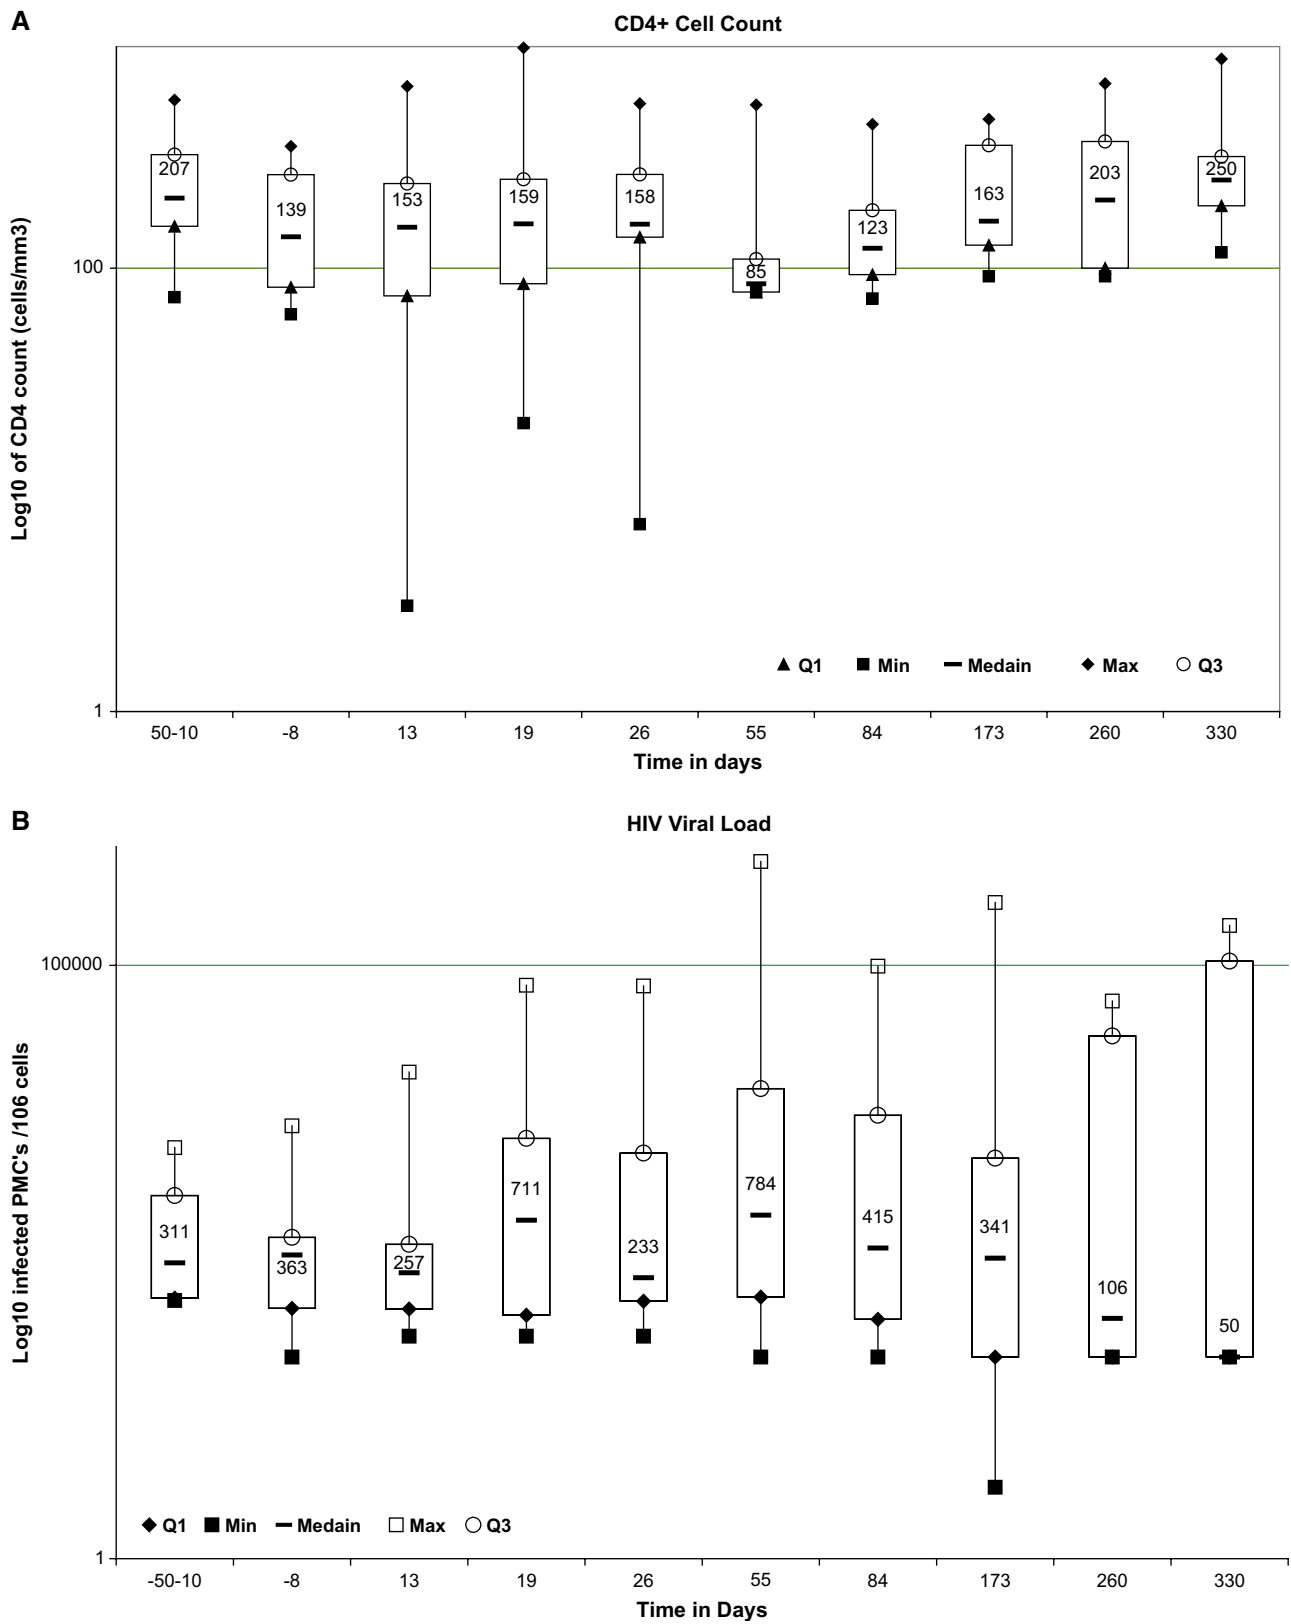 A
CD4+ Cell Count
Log10 of CD4 count (cells/mm3)
207
139
153
159
158
85
123
163
203
250
100
Q1 Min Medain Max Q3
1
50-10 -8 13 19 26 55 84 173 260 330
Time in days
B
HIV Viral Load
Log10 infected PMC's /106 cells
100000
311
363
257
711
233
784
415
341
106
50
Q1 Min Medain Max Q3
1
-50-10 -8 13 19 26 55 84 173 260 330
Time in Days